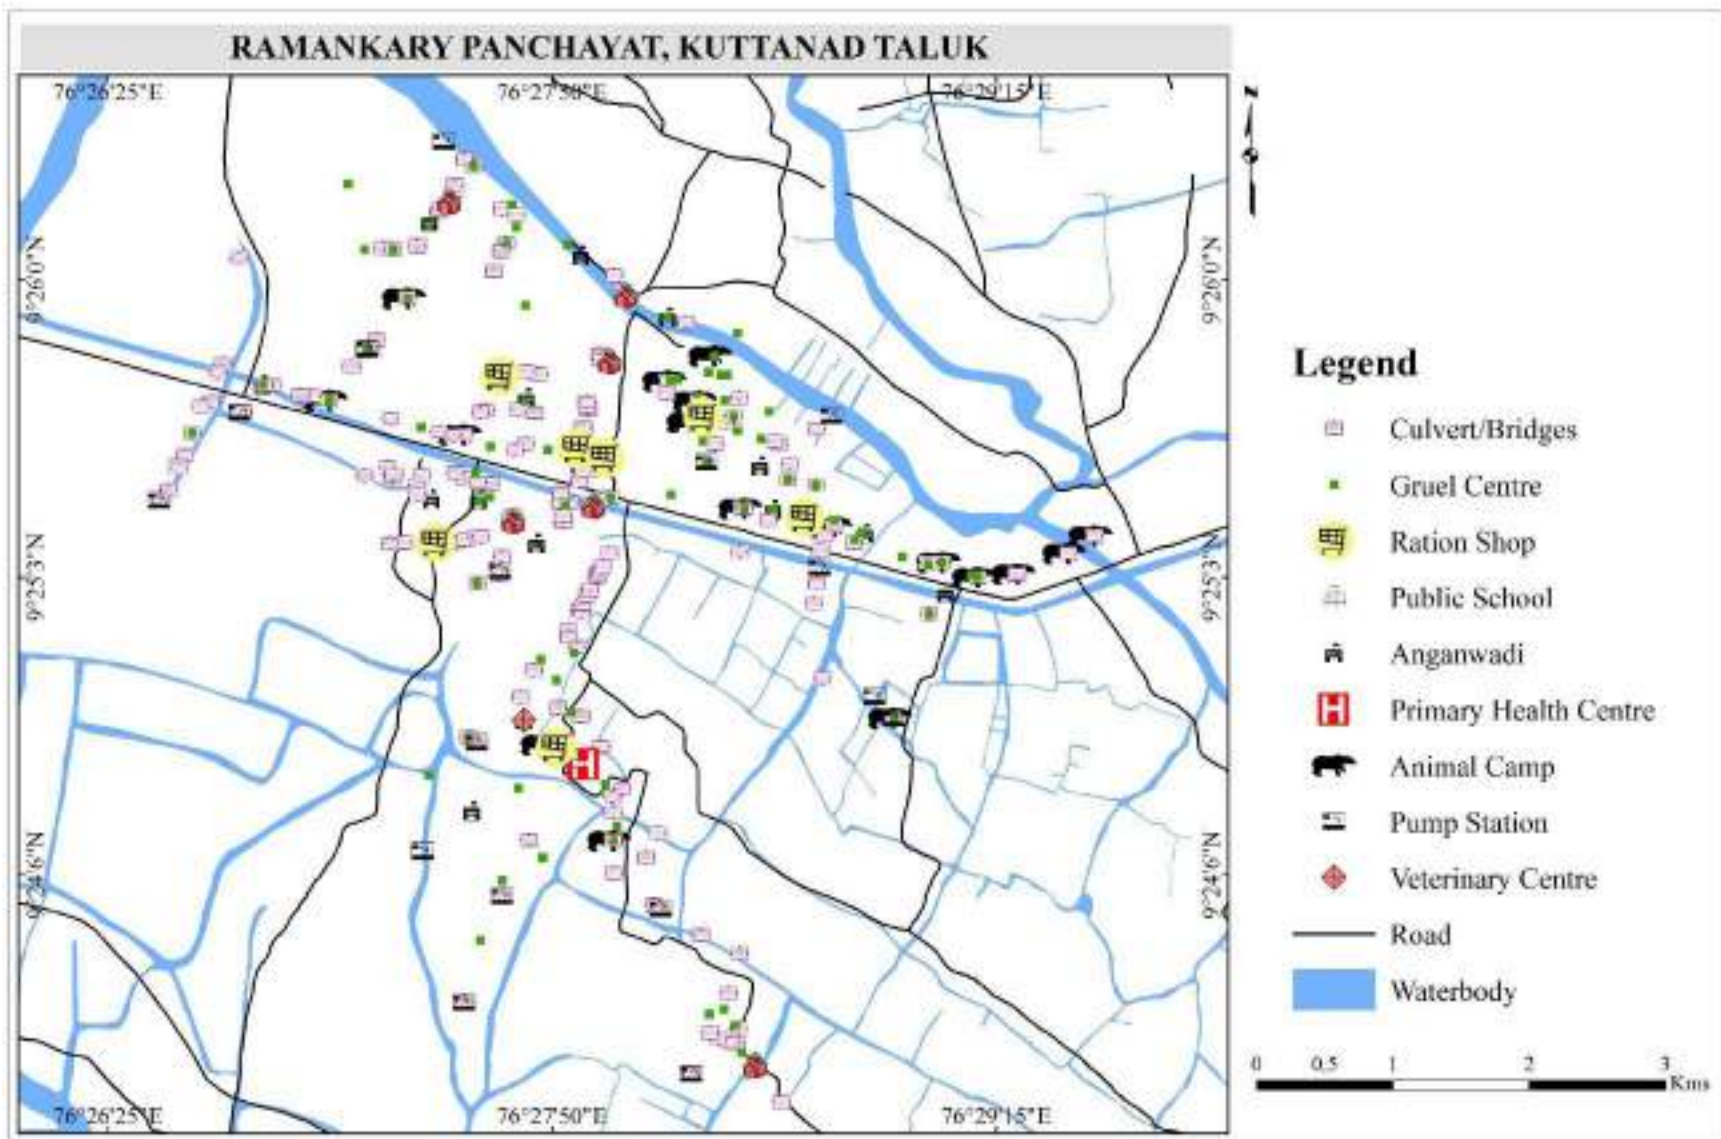 RAMANKARY PANCHAYAT, KUTTANAD TALUK
76°26'25"E
76°27'50"E
76°29'15"E
N
9°26'0"N
9°26'0"N
9°25'3"N
9°25'3"N
9°24'6"N
9°24'6"N
76°26'25"E
76°27'50"E
76°29'15"E
Legend
Culvert/Bridges
Gruel Centre
Ration Shop
Public School
Anganwadi
H Primary Health Centre
Animal Camp
Pump Station
Veterinary Centre
Road
Waterbody
0 0.5 1 2 3
Kms
H